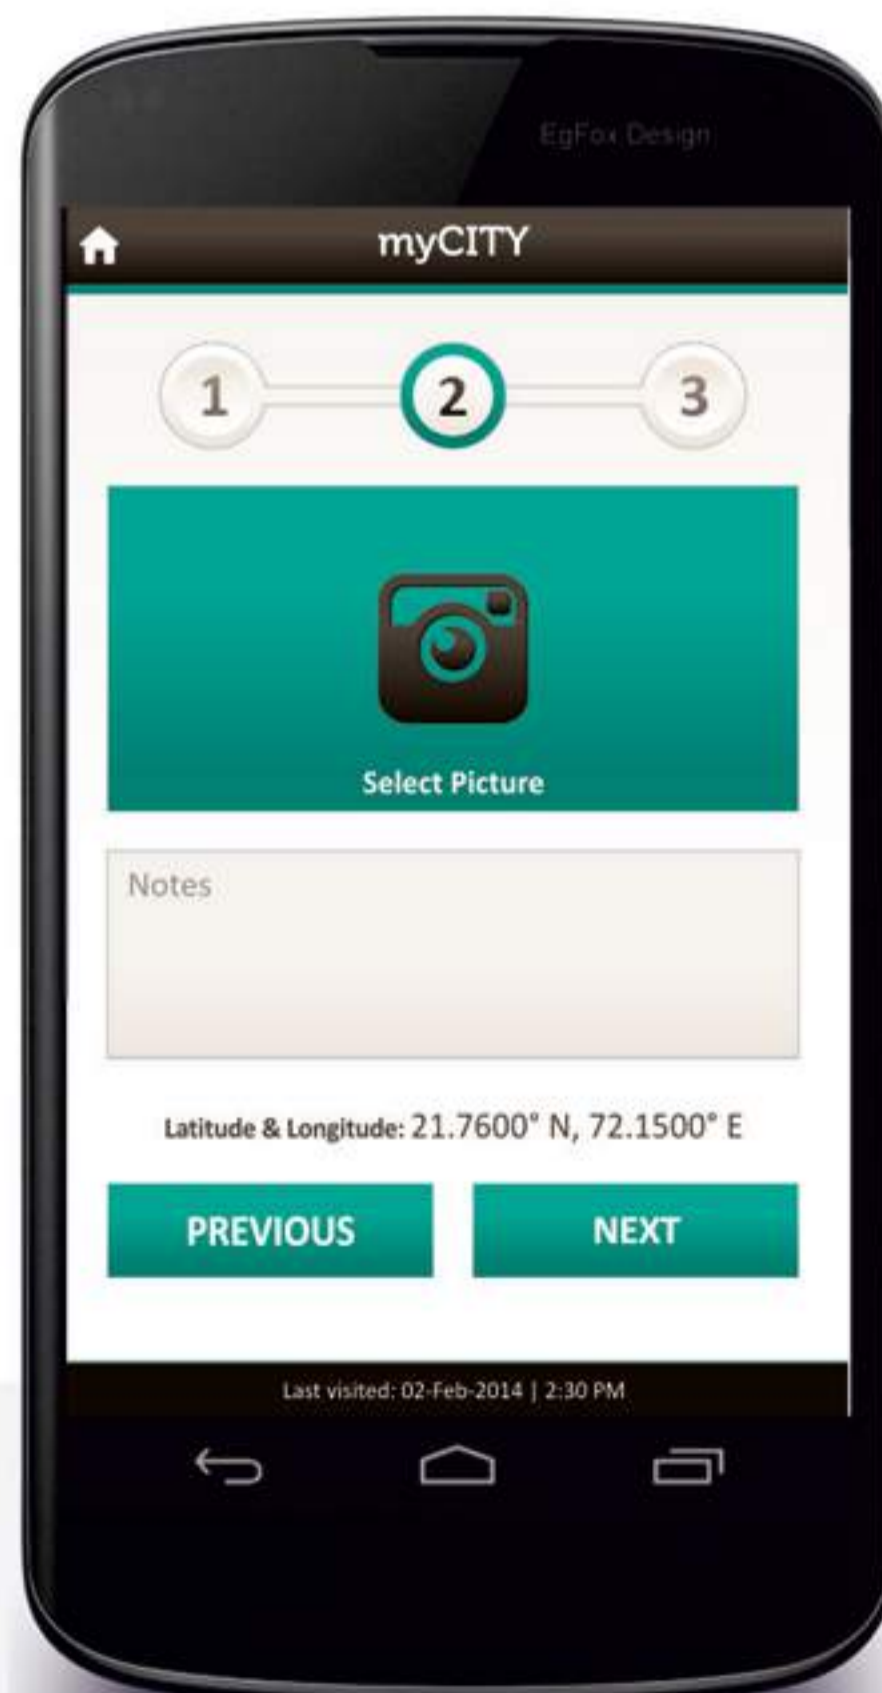 EgFox Design
myCITY
1 2 3
Select Picture
Notes
Latitude & Longitude: 21.7600° N, 72.1500° E
PREVIOUS NEXT
Last visited: 02-Feb-2014 | 2:30 PM